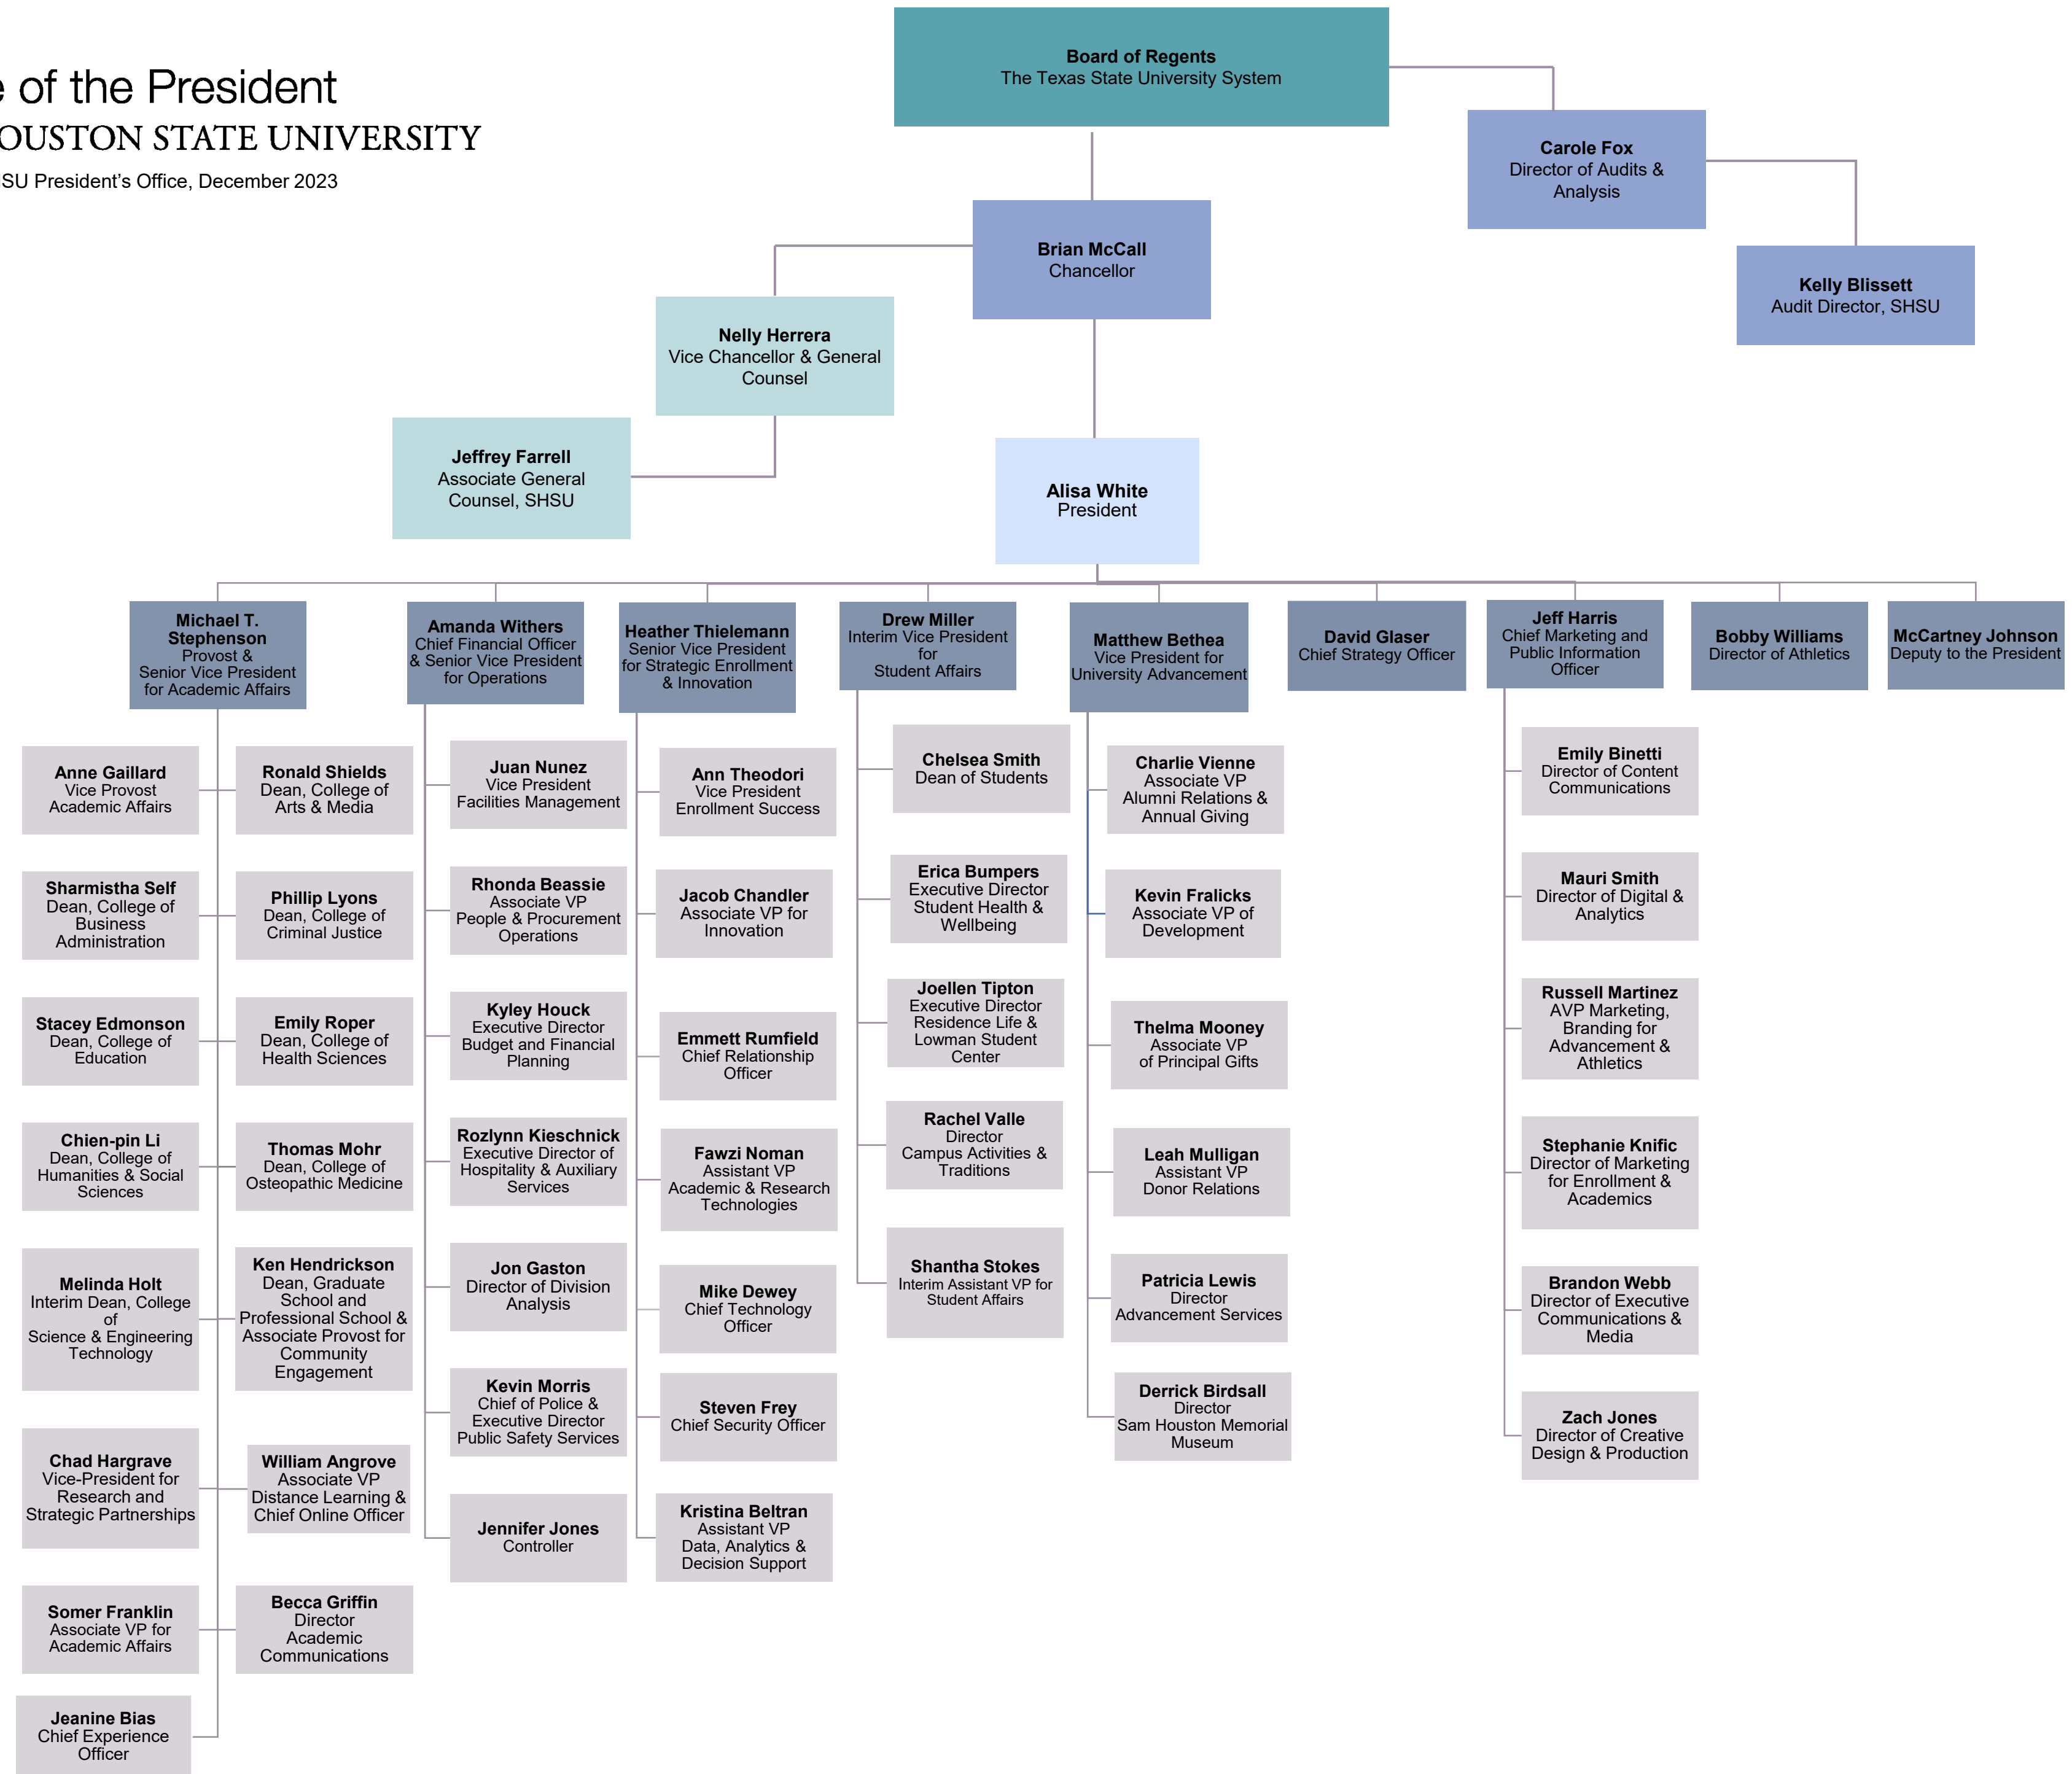 e of the President
OUSTON STATE UNIVERSITY
SU President’s Office, December 2023
Board of Regents
The Texas State University System
Carole Fox
Director of Audits &
Analysis
Kelly Blissett
Audit Director, SHSU
Brian McCall
Chancellor
Nelly Herrera
Vice Chancellor & General
Counsel
Jeffrey Farrell
Associate General
Counsel, SHSU
Alisa White
President
Michael T.
Stephenson
Provost &
Senior Vice President
for Academic Affairs
Amanda Withers
Chief Financial Officer
& Senior Vice President
for Operations
Heather Thielemann
Senior Vice President
for Strategic Enrollment
& Innovation
Drew Miller
Interim Vice President
for
Student Affairs
Matthew Bethea
Vice President for
University Advancement
David Glaser
Chief Strategy Officer
Jeff Harris
Chief Marketing and
Public Information
Officer
Bobby Williams
Director of Athletics
McCartney Johnson
Deputy to the President
Anne Gaillard
Vice Provost
Academic Affairs
Ronald Shields
Dean, College of
Arts & Media
Sharmistha Self
Dean, College of
Business
Administration
Phillip Lyons
Dean, College of
Criminal Justice
Stacey Edmonson
Dean, College of
Education
Emily Roper
Dean, College of
Health Sciences
Chien-pin Li
Dean, College of
Humanities & Social
Sciences
Thomas Mohr
Dean, College of
Osteopathic Medicine
Melinda Holt
Interim Dean, College
of
Science & Engineering
Technology
Ken Hendrickson
Dean, Graduate
School and
Professional School &
Associate Provost for
Community
Engagement
Chad Hargrave
Vice-President for
Research and
Strategic Partnerships
William Angrove
Associate VP
Distance Learning &
Chief Online Officer
Somer Franklin
Associate VP for
Academic Affairs
Becca Griffin
Director
Academic
Communications
Jeanine Bias
Chief Experience
Officer
Juan Nunez
Vice President
Facilities Management
Rhonda Beassie
Associate VP
People & Procurement
Operations
Kyley Houck
Executive Director
Budget and Financial
Planning
Rozlynn Kieschnick
Executive Director of
Hospitality & Auxiliary
Services
Jon Gaston
Director of Division
Analysis
Kevin Morris
Chief of Police &
Executive Director
Public Safety Services
Jennifer Jones
Controller
Ann Theodori
Vice President
Enrollment Success
Jacob Chandler
Associate VP for
Innovation
Emmett Rumfield
Chief Relationship
Officer
Fawzi Noman
Assistant VP
Academic & Research
Technologies
Mike Dewey
Chief Technology
Officer
Steven Frey
Chief Security Officer
Kristina Beltran
Assistant VP
Data, Analytics &
Decision Support
Chelsea Smith
Dean of Students
Erica Bumpers
Executive Director
Student Health &
Wellbeing
Joellen Tipton
Executive Director
Residence Life &
Lowman Student
Center
Rachel Valle
Director
Campus Activities &
Traditions
Shantha Stokes
Interim Assistant VP for
Student Affairs
Charlie Vienne
Associate VP
Alumni Relations &
Annual Giving
Kevin Fralicks
Associate VP of
Development
Thelma Mooney
Associate VP
of Principal Gifts
Leah Mulligan
Assistant VP
Donor Relations
Patricia Lewis
Director
Advancement Services
Derrick Birdsall
Director
Sam Houston Memorial
Museum
Emily Binetti
Director of Content
Communications
Mauri Smith
Director of Digital &
Analytics
Russell Martinez
AVP Marketing,
Branding for
Advancement &
Athletics
Stephanie Knific
Director of Marketing
for Enrollment &
Academics
Brandon Webb
Director of Executive
Communications &
Media
Zach Jones
Director of Creative
Design & Production